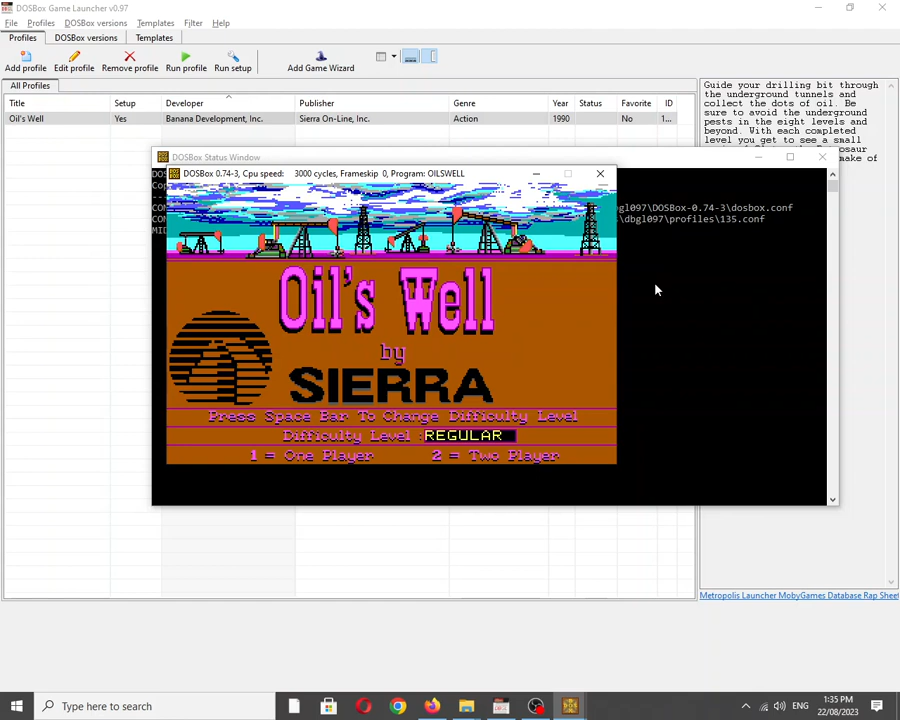 DOSBox Game Launcher v0.97
File Profiles DOSBox versions Templates Filter Help
Profiles DOSBox versions Templates
Add profile Edit profile Remove profile Run profile Run setup Add Game Wizard
All Profiles
Title Setup Developer Publisher Genre Year Status Favorite ID
Oil's Well Yes Banana Development, Inc. Sierra On-Line, Inc. Action 1990 No 1...
Guide your drilling bit through
the underground tunnels and
collect the dots of oil. Be
sure to avoid the underground
pests in the eight levels and
beyond. With each completed
level you get to see a small
make of
DOSBox Status Window
DOSBox 0.74-3, Cpu speed: 3000 cycles, Frameskip 0, Program: OILSWELL
\DOSBox-0.74-3\dosbox.conf
\dbgl097\profiles\135.conf
Oil's Well
by
SIERRA
Press Space Bar To Change Difficulty Level
Difficulty Level :REGULAR
1 = One Player 2 = Two Player
Metropolis Launcher MobyGames Database Rap Sheet
Type here to search
ENG
1:35 PM
22/08/2023